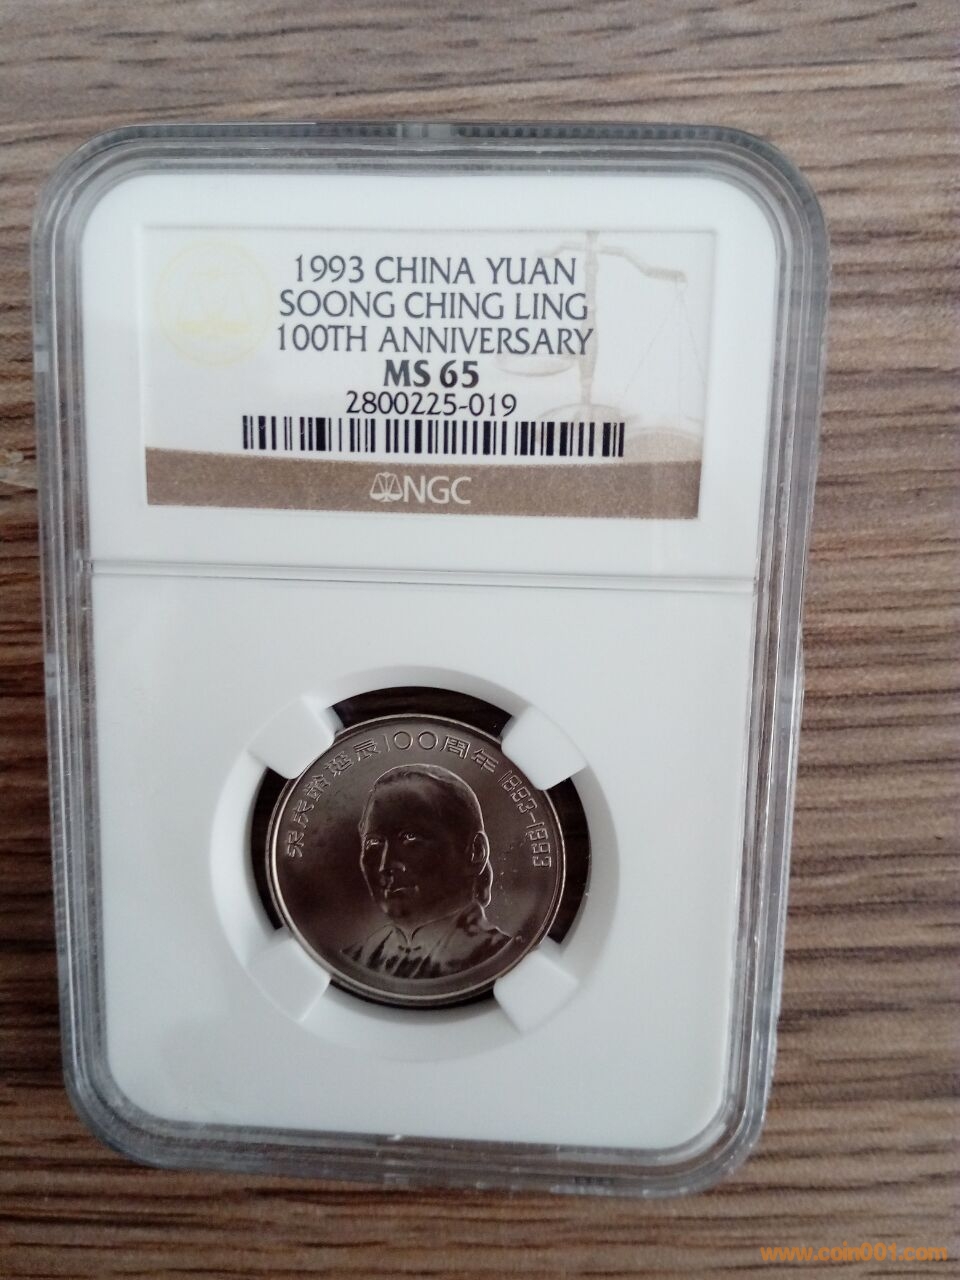 1993 CHINA YUAN
SOONG CHING LING
100TH ANNIVERSARY
MS 65
2800225-019
NGC
宋庆龄诞辰100周年 1893-1993
www.coin001.com